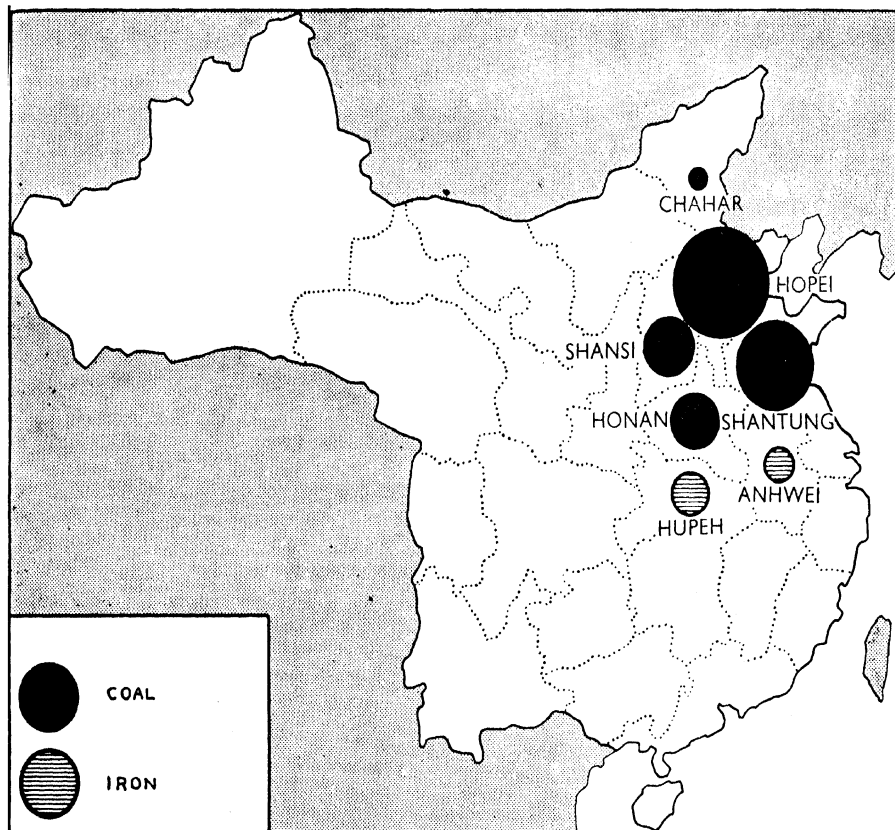 CHAHAR
HOPEI
SHANSI
HONAN
SHANTUNG
ANHWEI
HUPEH
COAL
IRON